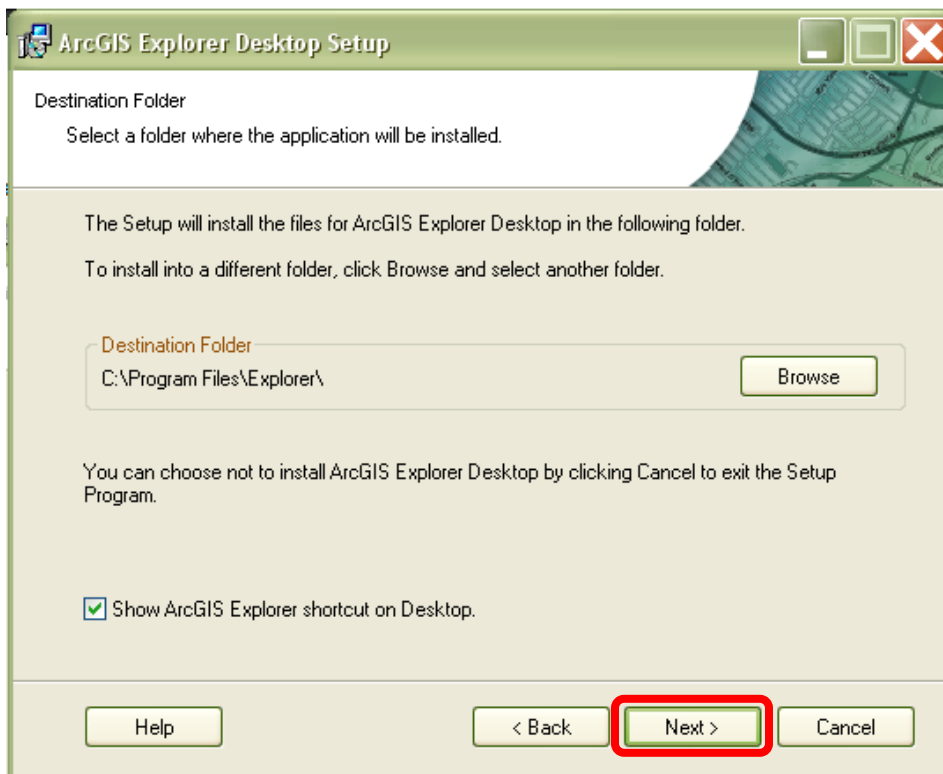 ArcGIS Explorer Desktop Setup
Destination Folder
Select a folder where the application will be installed.
The Setup will install the files for ArcGIS Explorer Desktop in the following folder.
To install into a different folder, click Browse and select another folder.
Destination Folder
C:\Program Files\Explorer\
Browse
You can choose not to install ArcGIS Explorer Desktop by clicking Cancel to exit the Setup
Program.
Show ArcGIS Explorer shortcut on Desktop.
Help
< Back
Next >
Cancel